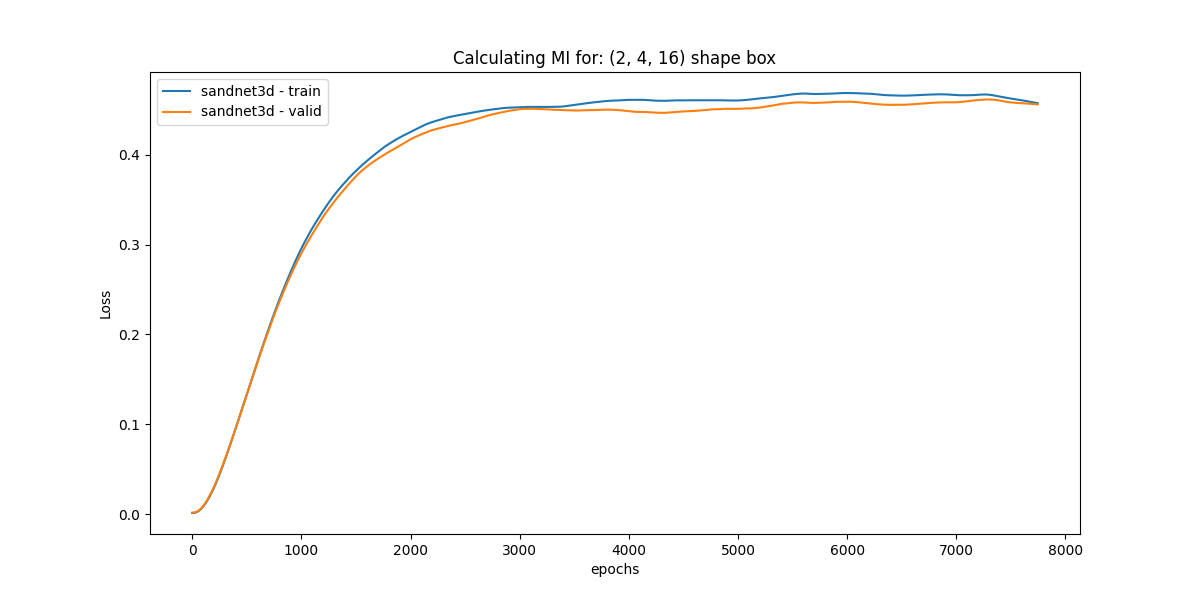 Calculating MI for: (2, 4, 16) shape box
sandnet3d - train
sandnet3d - valid
Loss
0.4
0.3
0.2
0.1
0.0
0 1000 2000 3000 4000 5000 6000 7000 8000
epochs